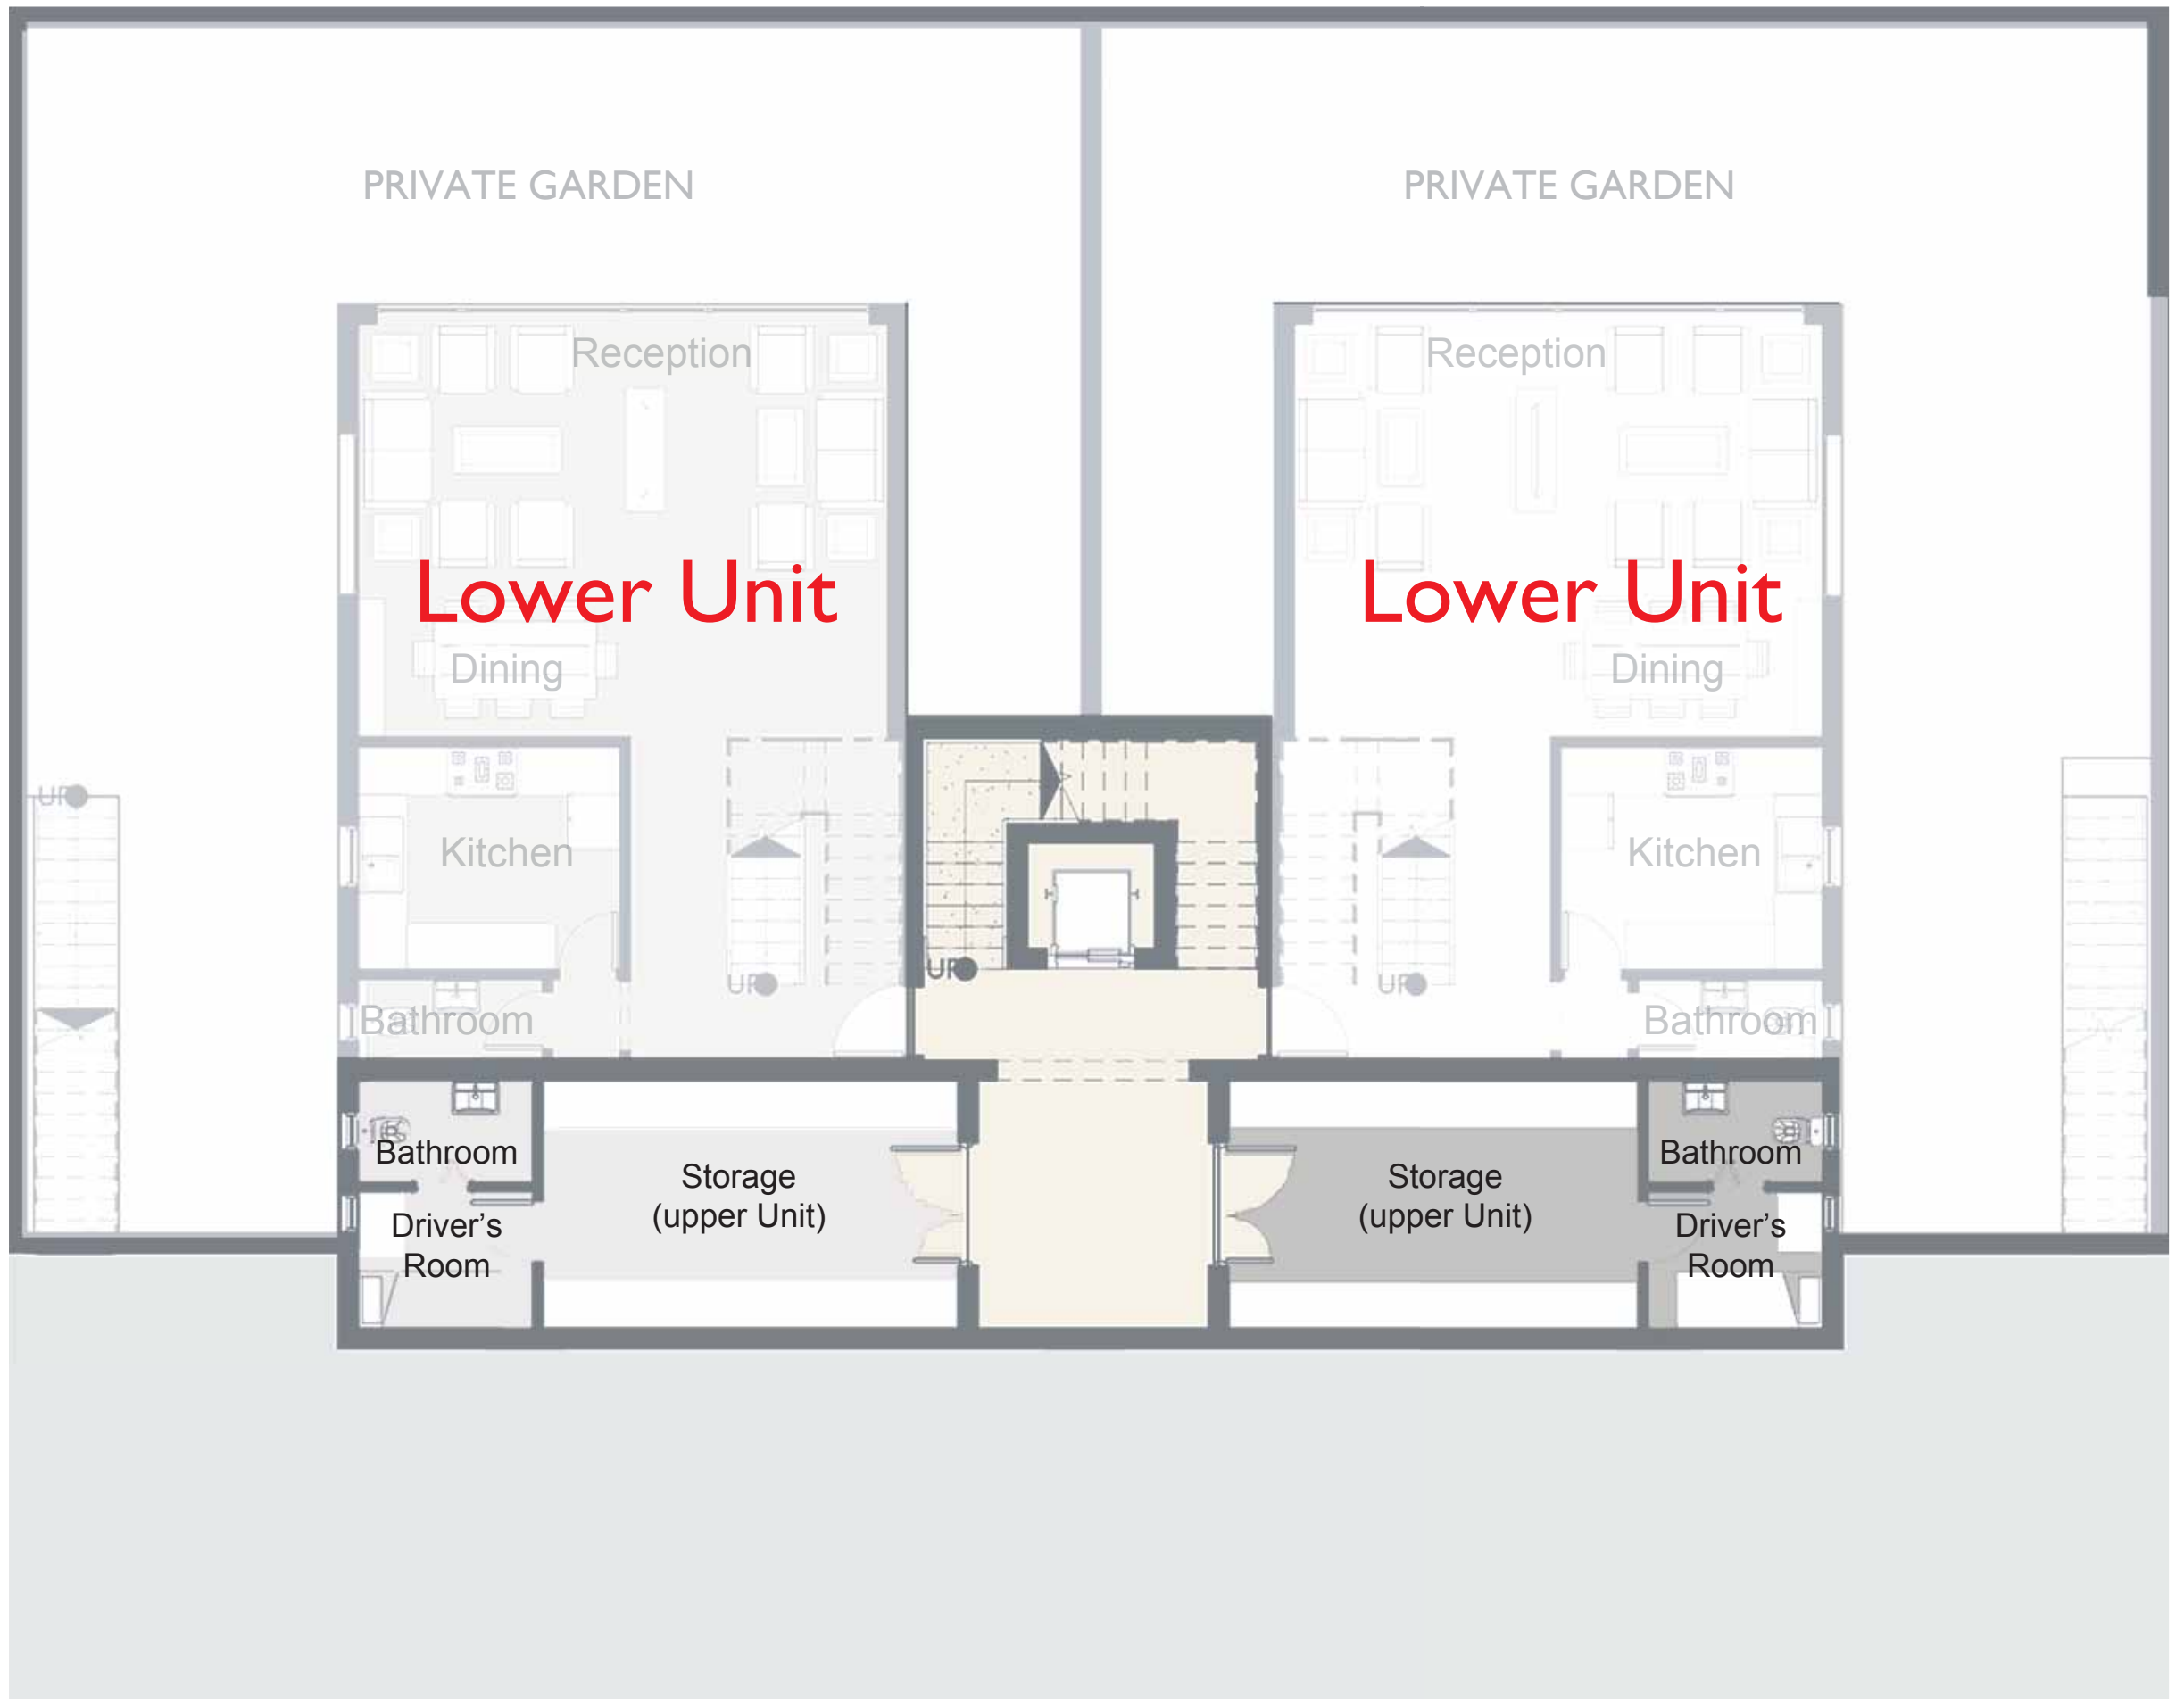 PRIVATE GARDEN
PRIVATE GARDEN
Reception
Reception
Lower Unit
Lower Unit
Dining
Dining
UP
Kitchen
Kitchen
UP
UP
UP
Bathroom
Bathroom
Bathroom
Storage
(upper Unit)
Storage
(upper Unit)
Bathroom
Driver’s
Room
Driver’s
Room